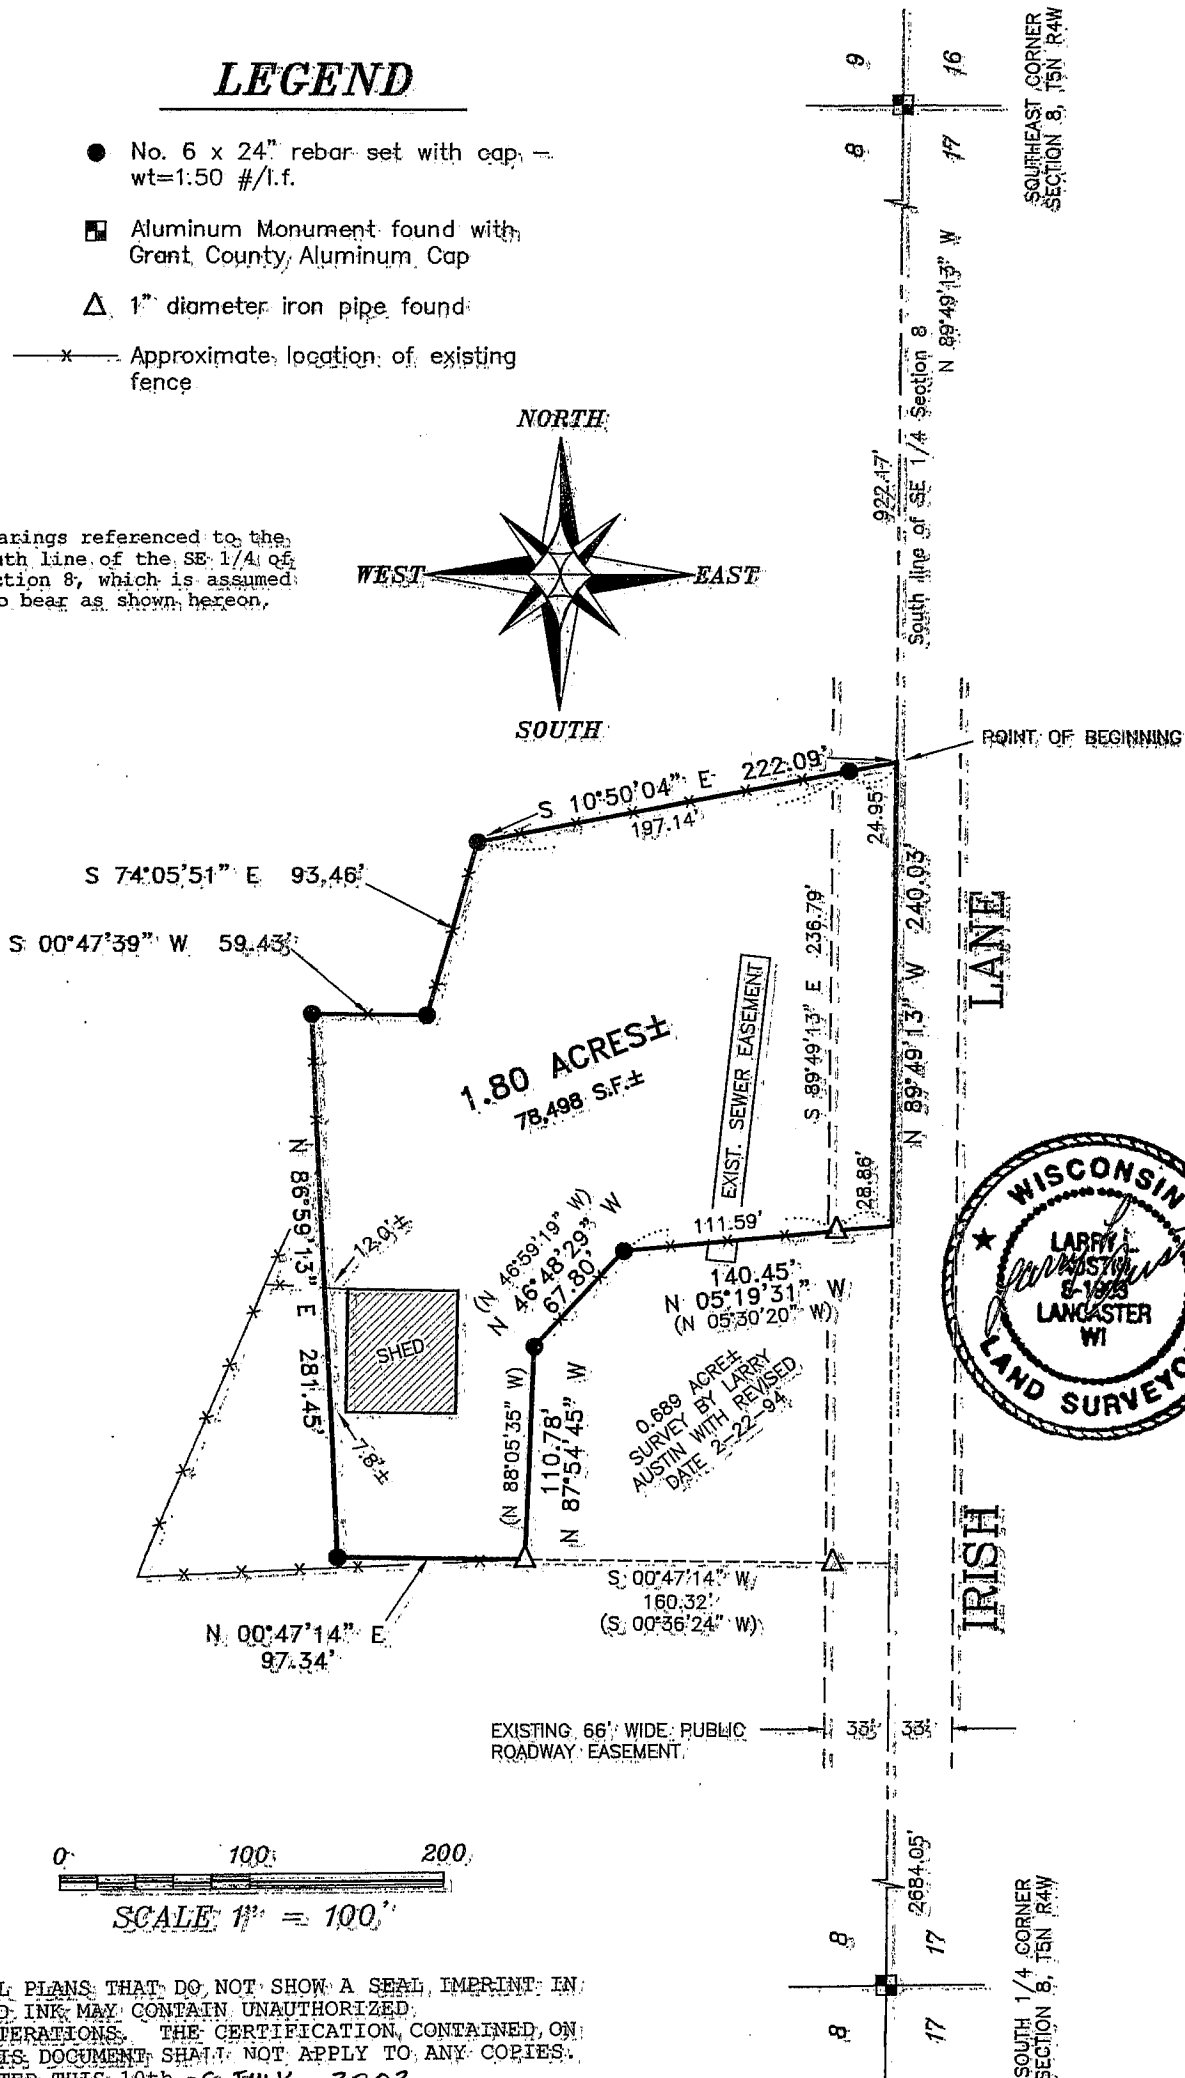 LEGEND
No. 6 x 24" rebar set with cap, –
wt=1.50 #/l.f.
Aluminum Monument found with
Grant County Aluminum Cap
1" diameter iron pipe found
Approximate location of existing
fence
9
16
8
17
SOUTHEAST CORNER
SECTION 8, T5N R4W
N 89°49'13" W
922.17'
South line of SE 1/4 Section 8
NORTH
WEST
EAST
SOUTH
arings referenced to the
uth line of the SE 1/4 of
ction 8, which is assumed
o bear as shown hereon.
POINT OF BEGINNING
S 10°50'04" E 222.09'
197.14'
24.95'
S 74°05'51" E 93.46'
S 00°47'39" W 59.43'
1.80 ACRES±
78,498 S.F.±
EXIST. SEWER EASEMENT
S 89°49'13" E 236.79'
N 89°49'13" W 240.03'
LANE
28.86'
111.59'
140.45'
N 05°19'31" W
(N 05°30'20" W)
(N 46°59'19" W)
N 46°48'29" W
67.80'
N 86°59'13" E 281.45'
12.0'±
SHED
7.8'±
(N 88°05'35" W)
110.78'
N 87°54'45" W
0.689 ACRE±
SURVEY BY LARRY
AUSTIN WITH REVISED
DATE 2-22-94
WISCONSIN
LARRY
LANCASTER
WI
LAND SURVEYO
IRISH
S 00°47'14" W
160.32'
(S 00°36'24" W)
N 00°47'14" E
97.34'
EXISTING 66' WIDE PUBLIC
ROADWAY EASEMENT
33' 33'
2684.05'
0 100 200
SCALE 1" = 100'
8
17
8
17
SOUTH 1/4 CORNER
SECTION 8, T5N R4W
L PLANS THAT DO NOT SHOW A SEAL IMPRINT IN
D INK MAY CONTAIN UNAUTHORIZED
TERATIONS. THE CERTIFICATION CONTAINED ON
IS DOCUMENT SHALL NOT APPLY TO ANY COPIES.
TED THIS 10th OF JULY